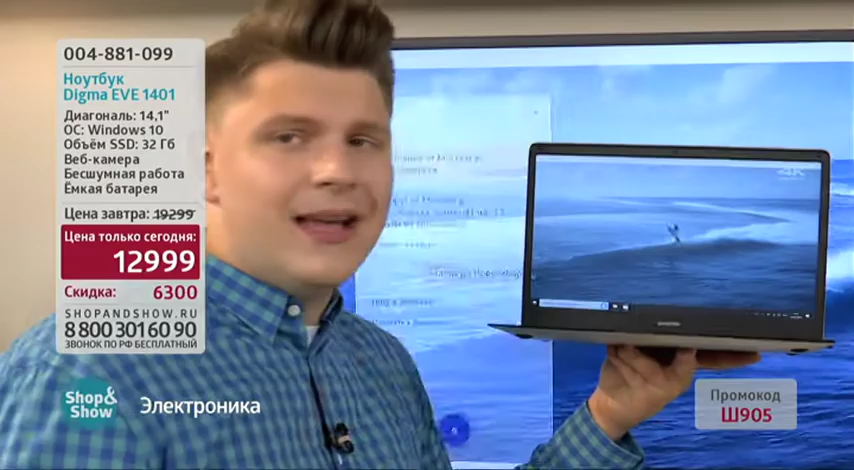 004-881-099
Ноутбук
Digma EVE 1401
Диагональ: 14,1"
ОС: Windows 10
Объём SSD: 32 Гб
Веб-камера
Бесшумная работа
Ёмкая батарея
Цена завтра: 19299
Цена только сегодня:
12999
Скидка: 6300
SHOPANDSHOW.RU
8 800 301 60 90
ЗВОНОК ПО РФ БЕСПЛАТНЫЙ
Shop&
Show
Электроника
4K
Промокод
Ш905